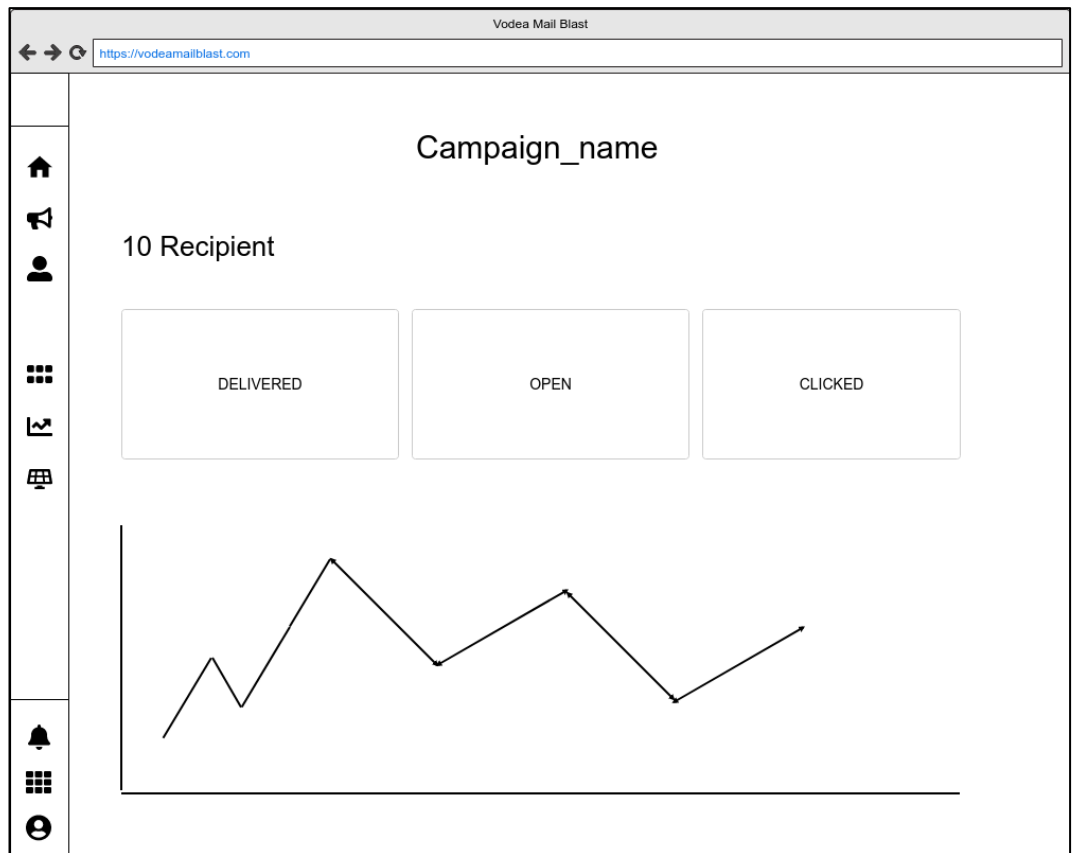 Vodea Mail Blast
https://vodeamailblast.com
Campaign_name
10 Recipient
DELIVERED
OPEN
CLICKED